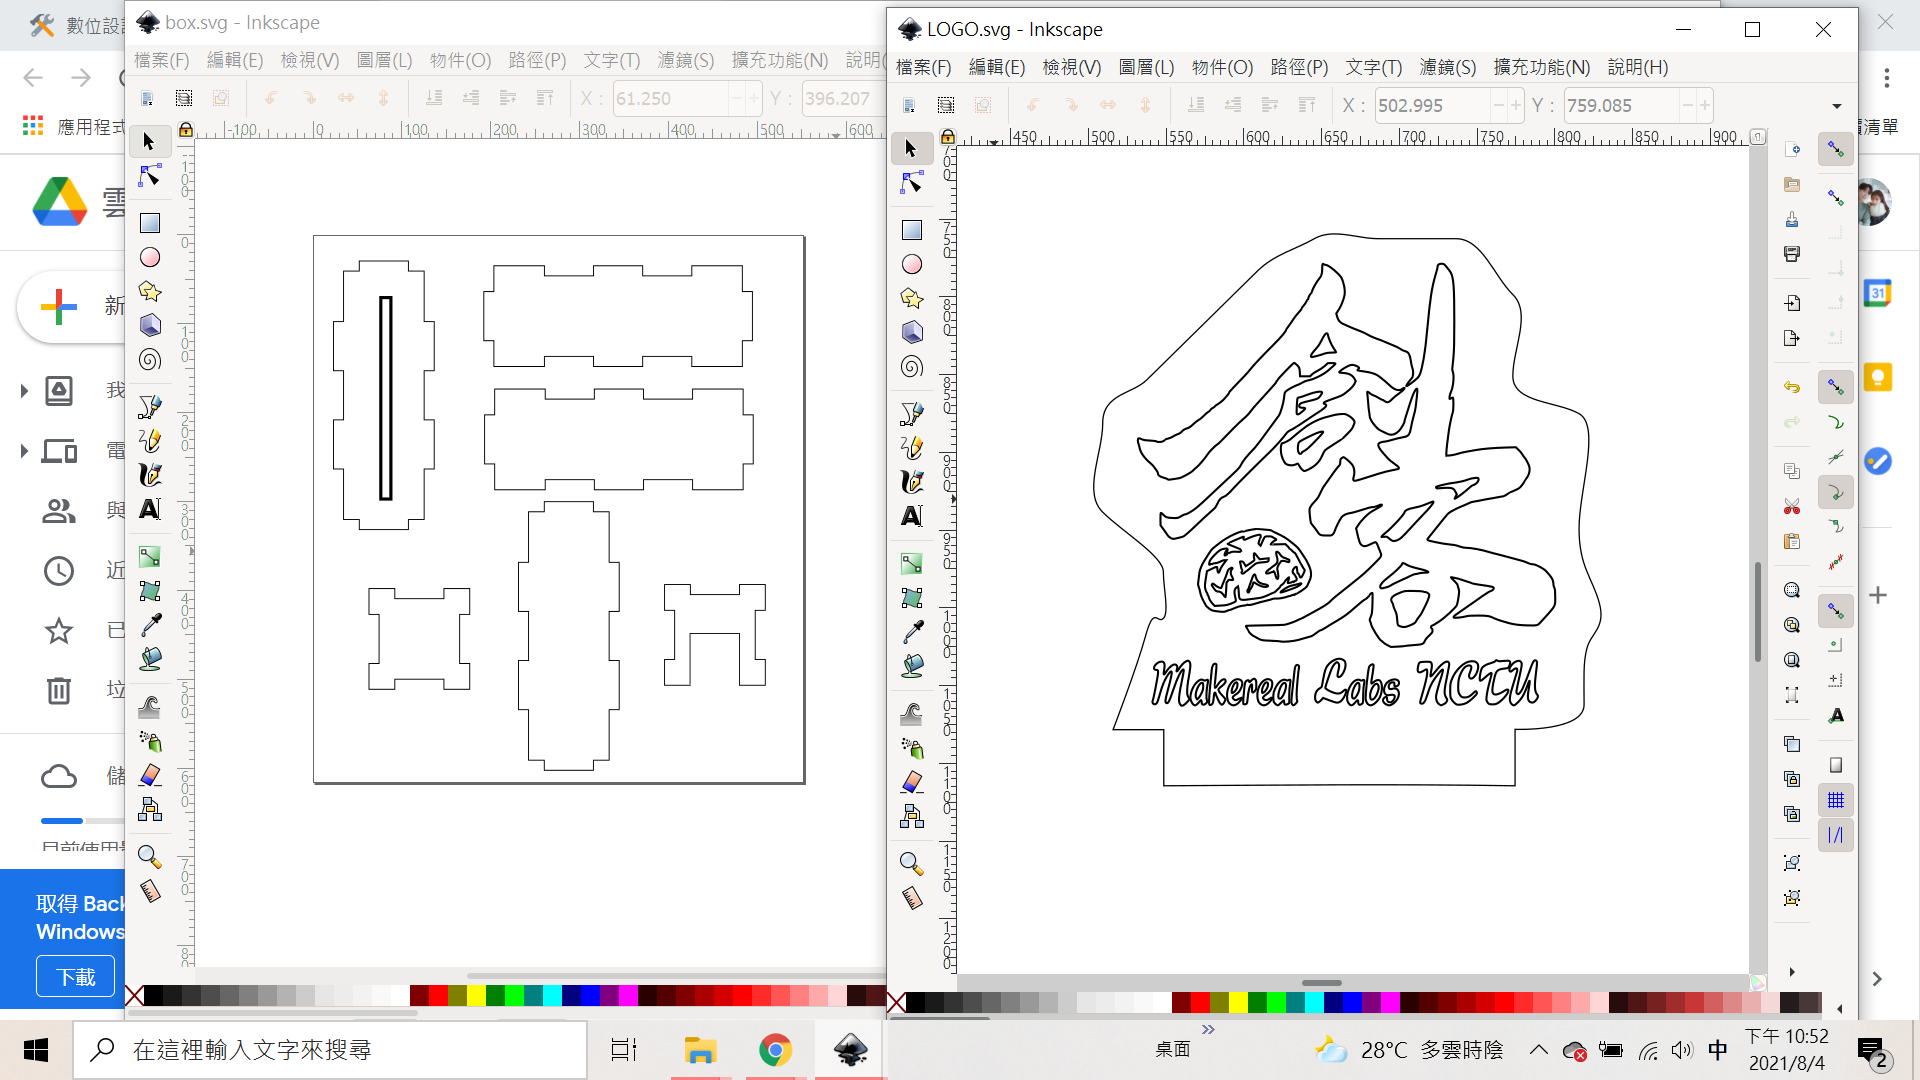 數位設
應用程式
雲
新
我
電
與
近
已
垃
儲
目前使用量
取得 Back
Windows
下載
box.svg - Inkscape
檔案(F) 編輯(E) 檢視(V) 圖層(L) 物件(O) 路徑(P) 文字(T) 濾鏡(S) 擴充功能(N) 說明(
X : 61.250 Y : 396.207
-100 0 100 200 300 400 500 600
LOGO.svg - Inkscape
檔案(F) 編輯(E) 檢視(V) 圖層(L) 物件(O) 路徑(P) 文字(T) 濾鏡(S) 擴充功能(N) 說明(H)
X : 502.995 Y : 759.085
450 500 550 600 650 700 750 800 850 900
創客
Makereal Labs NCTU
清單
31
在這裡輸入文字來搜尋
桌面
28°C 多雲時陰
中
下午 10:52
2021/8/4
2